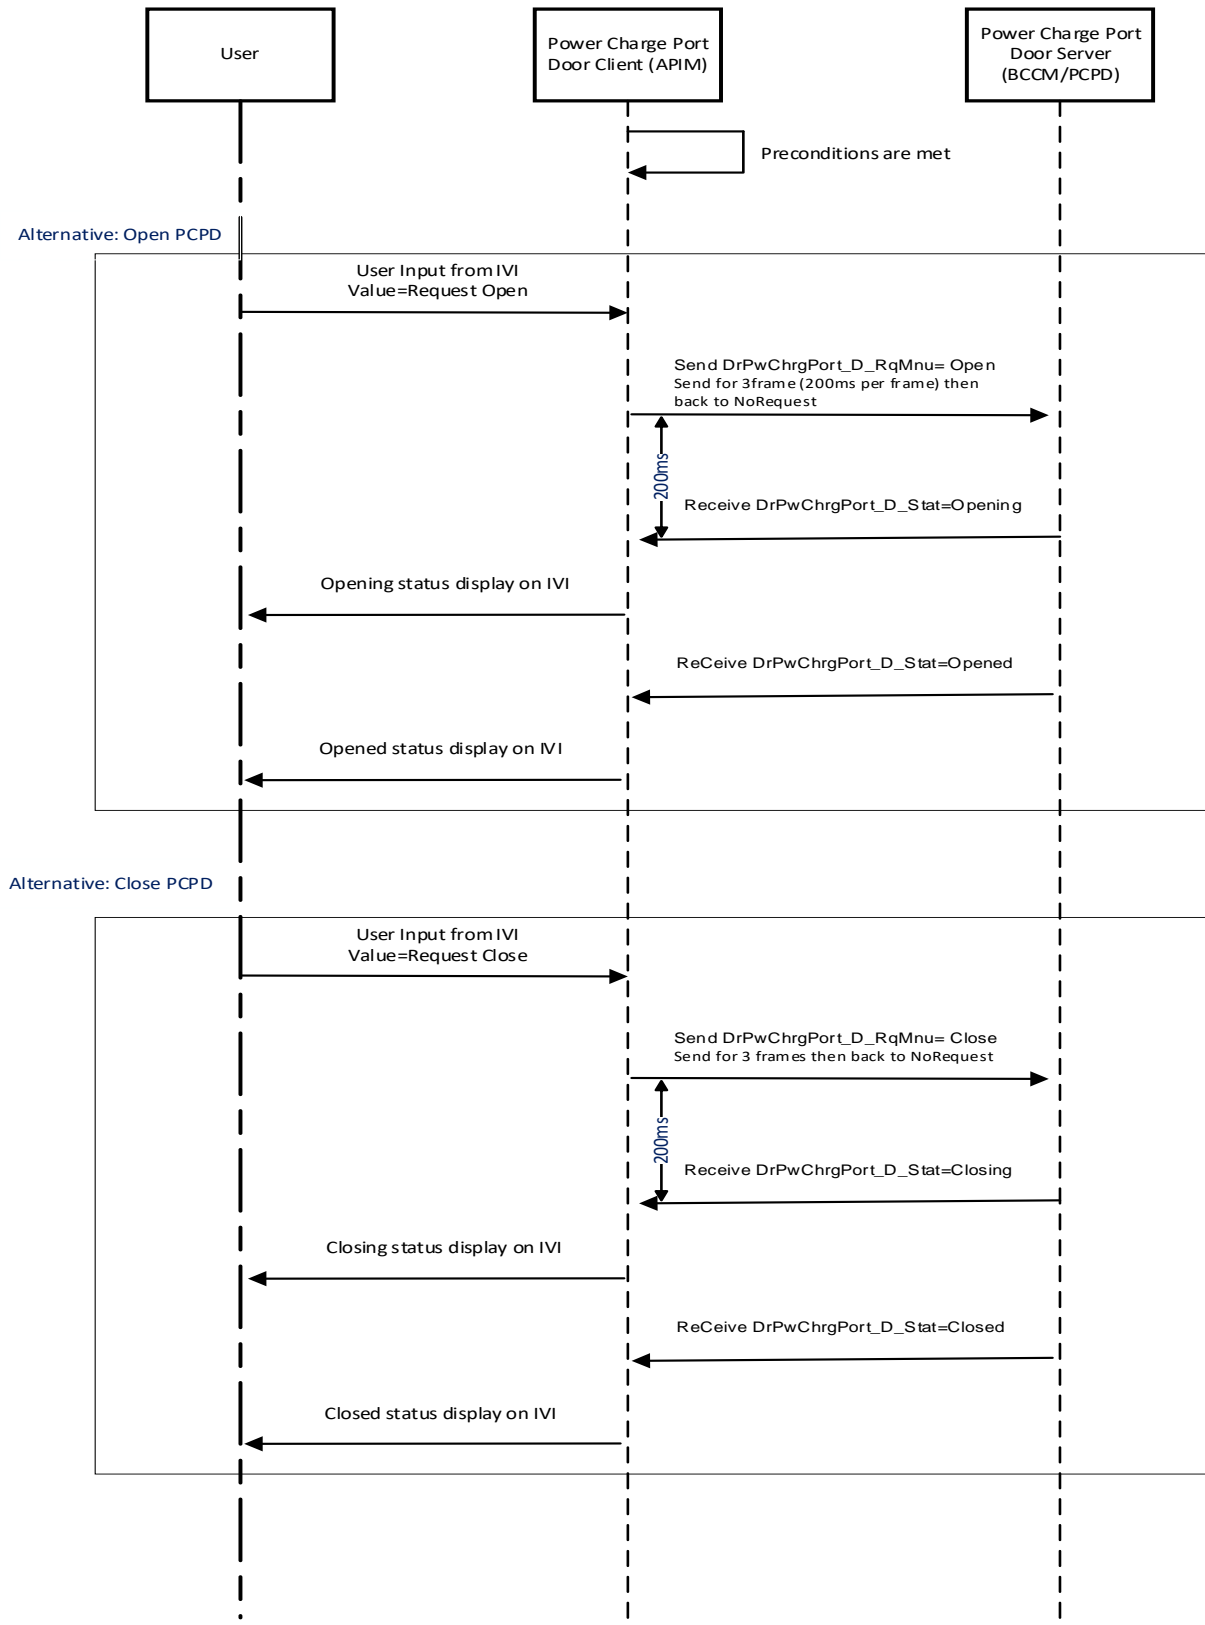 User
Power Charge Port
Door Client (APIM)
Power Charge Port
Door Server
(BCCM/PCPD)
Preconditions are met
Alternative: Open PCPD
User Input from IVI
Value=Request Open
Send DrPwChrgPort_D_RqMnu= Open
Send for 3frame (200ms per frame) then
back to NoRequest
200ms
Receive DrPwChrgPort_D_Stat=Opening
Opening status display on IVI
ReCeive DrPwChrgPort_D_Stat=Opened
Opened status display on IVI
Alternative: Close PCPD
User Input from IVI
Value=Request Close
Send DrPwChrgPort_D_RqMnu= Close
Send for 3 frames then back to NoRequest
200ms
Receive DrPwChrgPort_D_Stat=Closing
Closing status display on IVI
ReCeive DrPwChrgPort_D_Stat=Closed
Closed status display on IVI